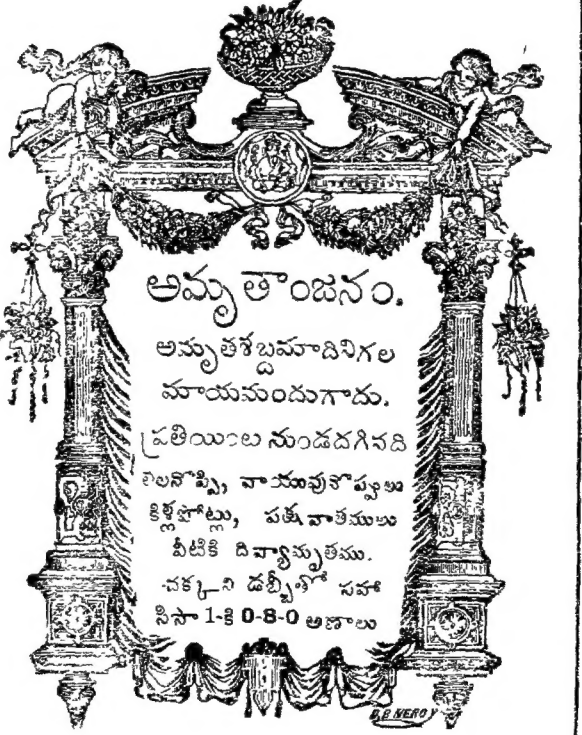 అమృతాంజనం.
అమృతశబ్దమాదినిగల
మాయమందుగాదు.
ప్రతియింట నుండదగినది
తలనొప్పి, వాయువునొప్పులు
కీళ్లపోట్లు, పక్షవాతములు
వీటికి దివ్యామృతము.
చక్కని డబ్బీతో సహా
సీసా 1-కి 0-8-0 అణాలు